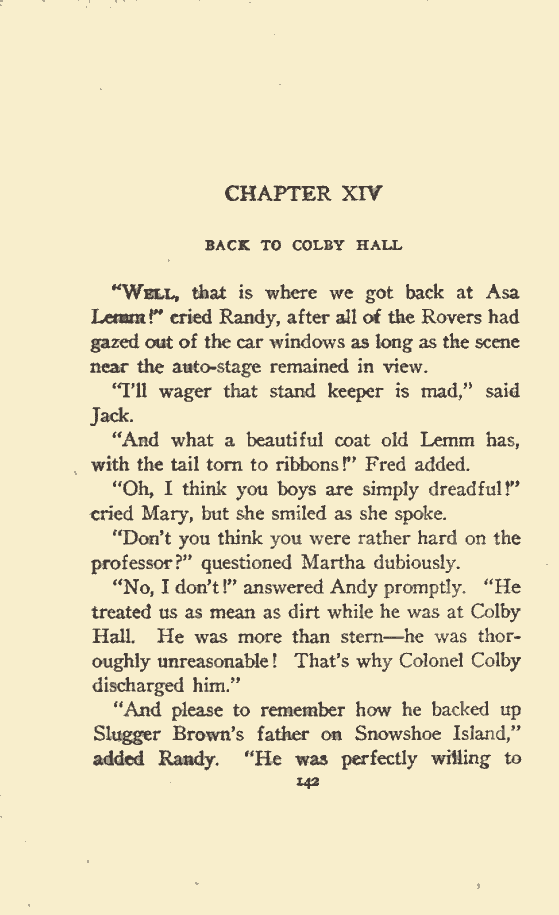 CHAPTER XIV
BACK TO COLBY HALL
“WELL, that is where we got back at Asa
Lemm!” cried Randy, after all of the Rovers had
gazed out of the car windows as long as the scene
near the auto-stage remained in view.
“I’ll wager that stand keeper is mad,” said
Jack.
“And what a beautiful coat old Lemm has,
with the tail torn to ribbons!” Fred added.
“Oh, I think you boys are simply dreadful!”
cried Mary, but she smiled as she spoke.
“Don’t you think you were rather hard on the
professor?” questioned Martha dubiously.
“No, I don’t!” answered Andy promptly. “He
treated us as mean as dirt while he was at Colby
Hall. He was more than stern—he was thor-
oughly unreasonable! That’s why Colonel Colby
discharged him.”
“And please to remember how he backed up
Slugger Brown’s father on Snowshoe Island,”
added Randy. “He was perfectly willing to
142